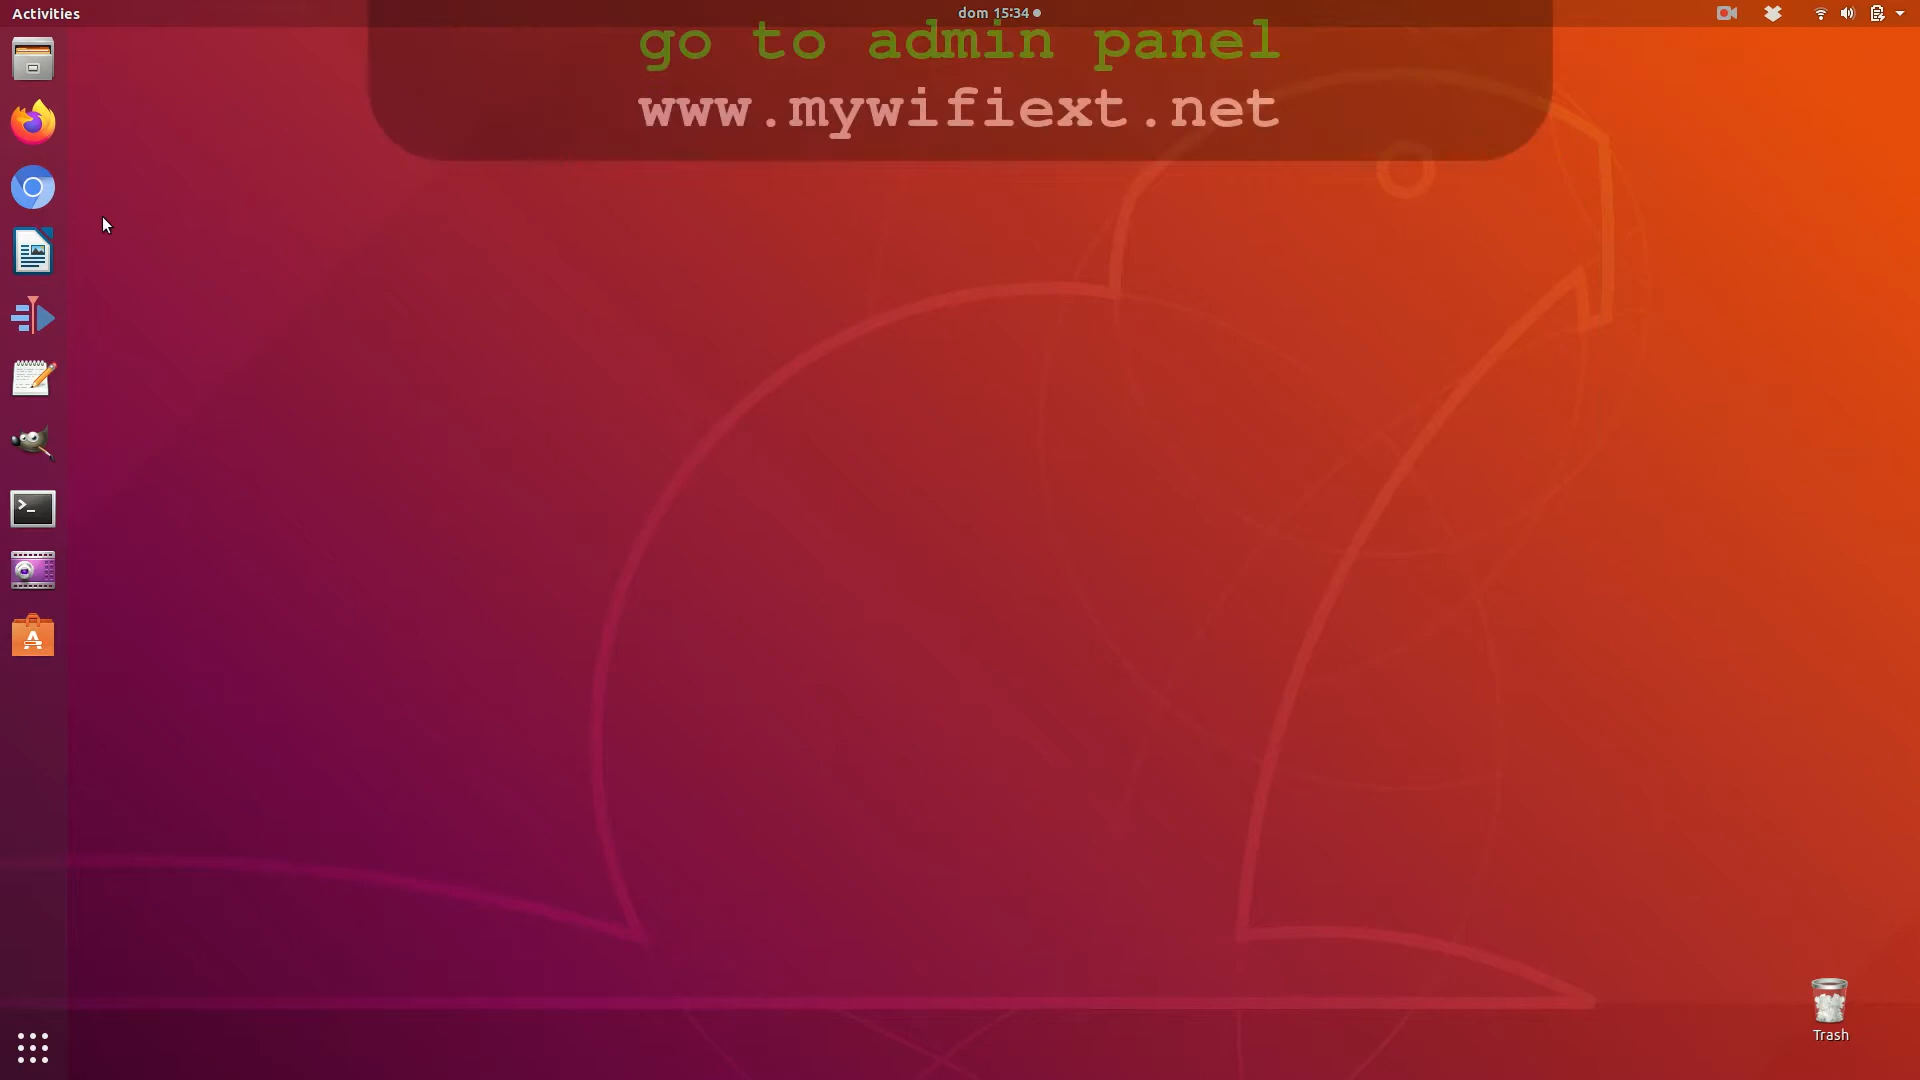 Activities
dom 15:34
go to admin panel
www.mywifiext.net
Trash